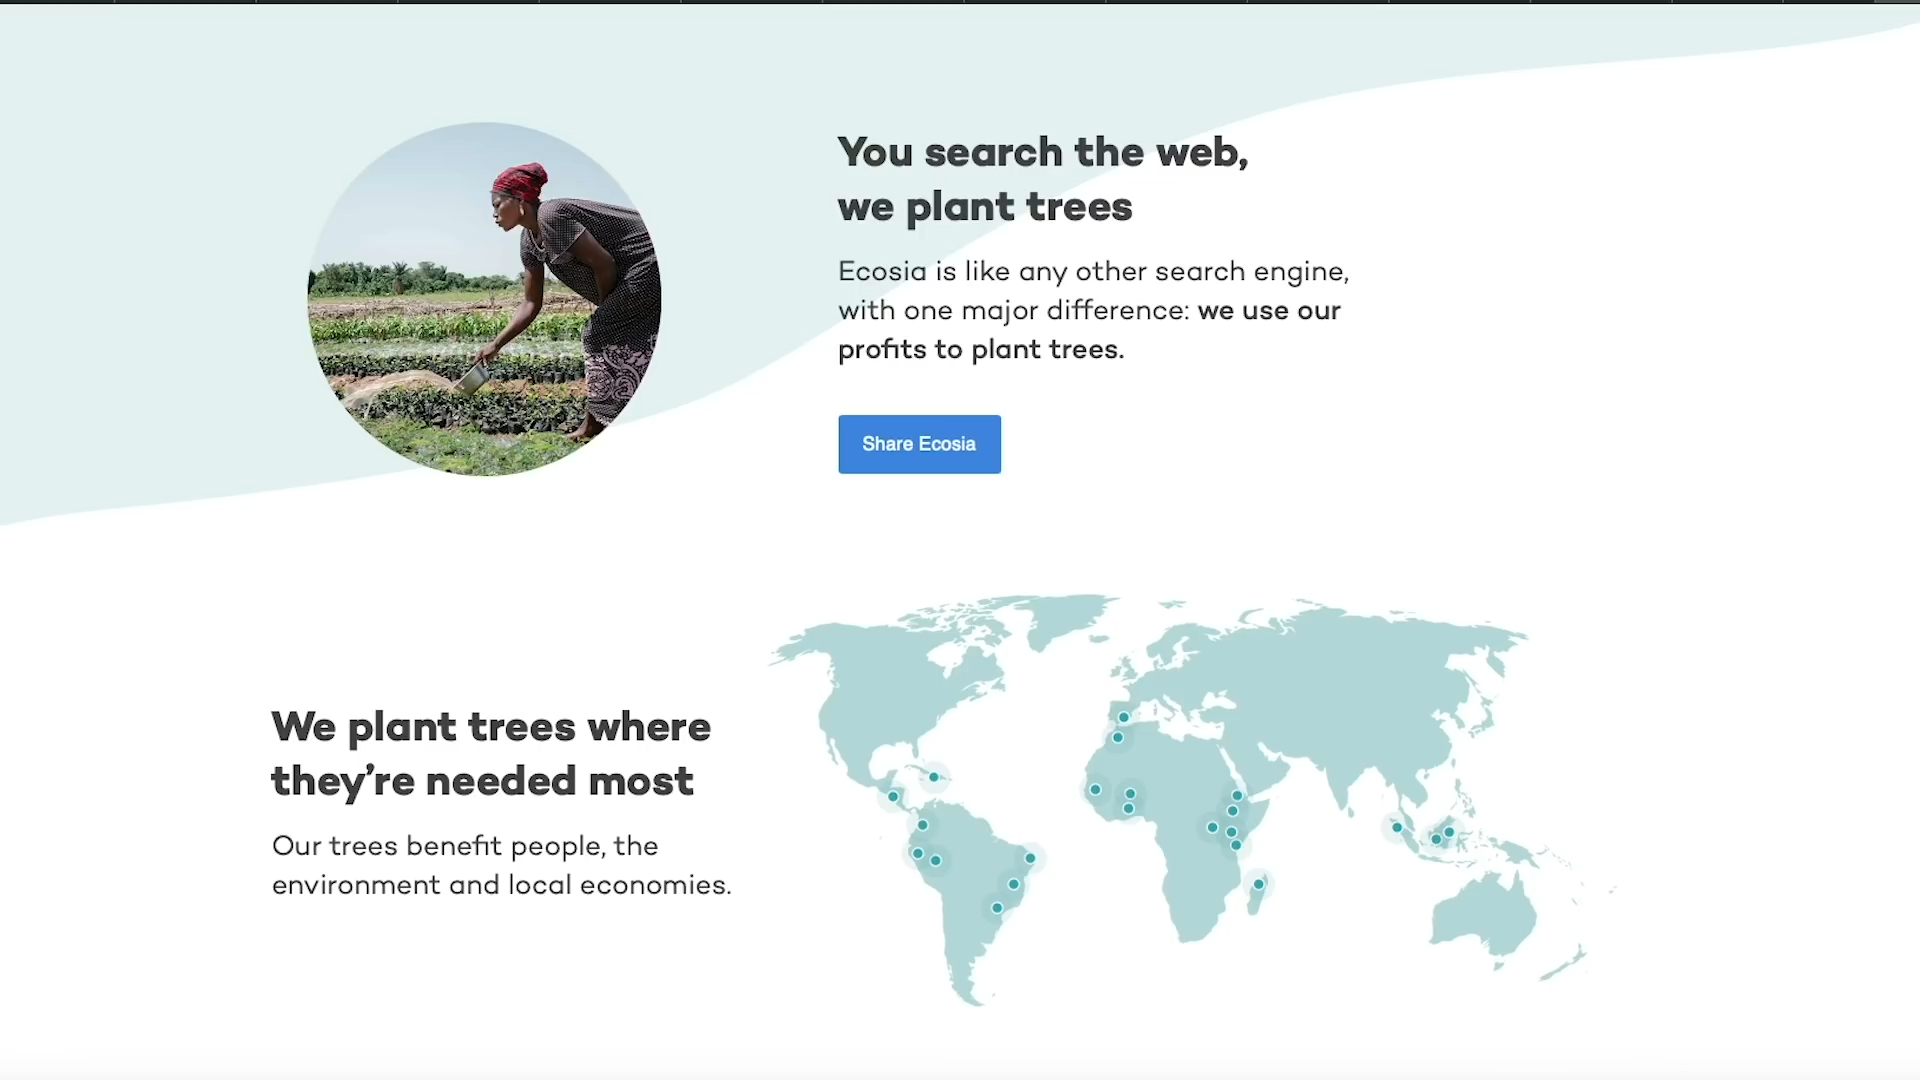 You search the web,
we plant trees
Ecosia is like any other search engine,
with one major difference: we use our
profits to plant trees.
Share Ecosia
We plant trees where
they’re needed most
Our trees benefit people, the
environment and local economies.